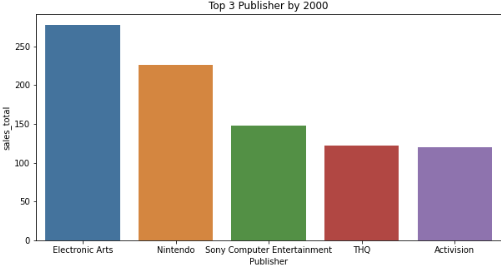 Top 3 Publisher by 2000
sales_total
250
200
150
100
50
0
Electronic Arts Nintendo Sony Computer Entertainment THQ Activision
Publisher